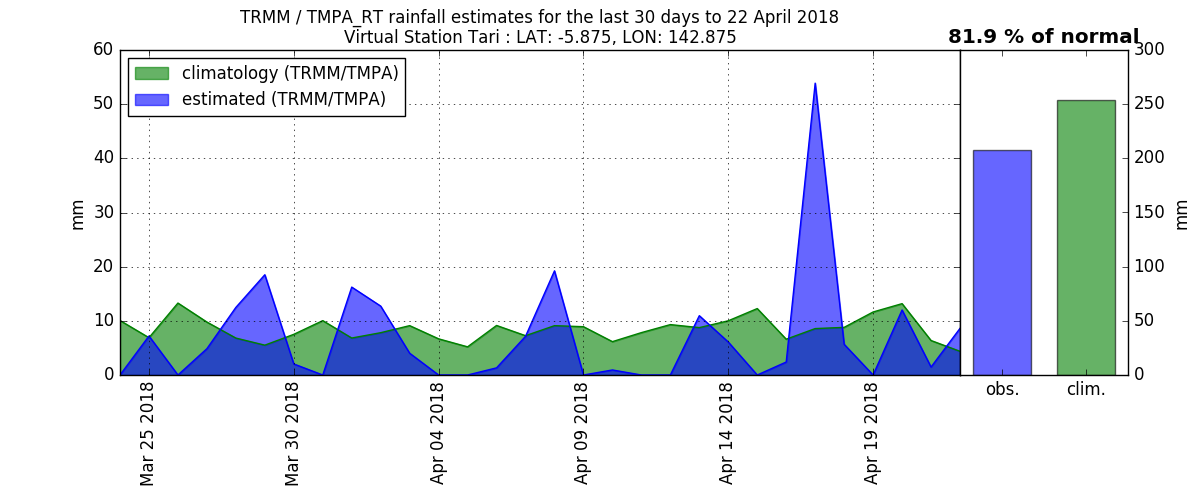 TRMM / TMPA_RT rainfall estimates for the last 30 days to 22 April 2018
Virtual Station Tari : LAT: -5.875, LON: 142.875
81.9 % of normal
climatology (TRMM/TMPA)
estimated (TRMM/TMPA)
60
50
40
30
20
10
0
mm
Mar 25 2018
Mar 30 2018
Apr 04 2018
Apr 09 2018
Apr 14 2018
Apr 19 2018
300
250
200
150
100
50
0
mm
obs.
clim.